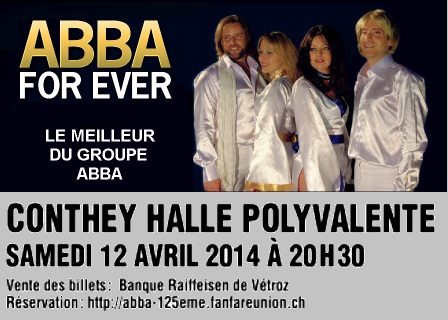 ABBA
FOR EVER
LE MEILLEUR
DU GROUPE
ABBA
CONTHEY HALLE POLYVALENTE
SAMEDI 12 AVRIL 2014 À 20H30
Vente des billets : Banque Raiffeisen de Vétroz
Réservation : http://abba-125eme.fanfareunion.ch